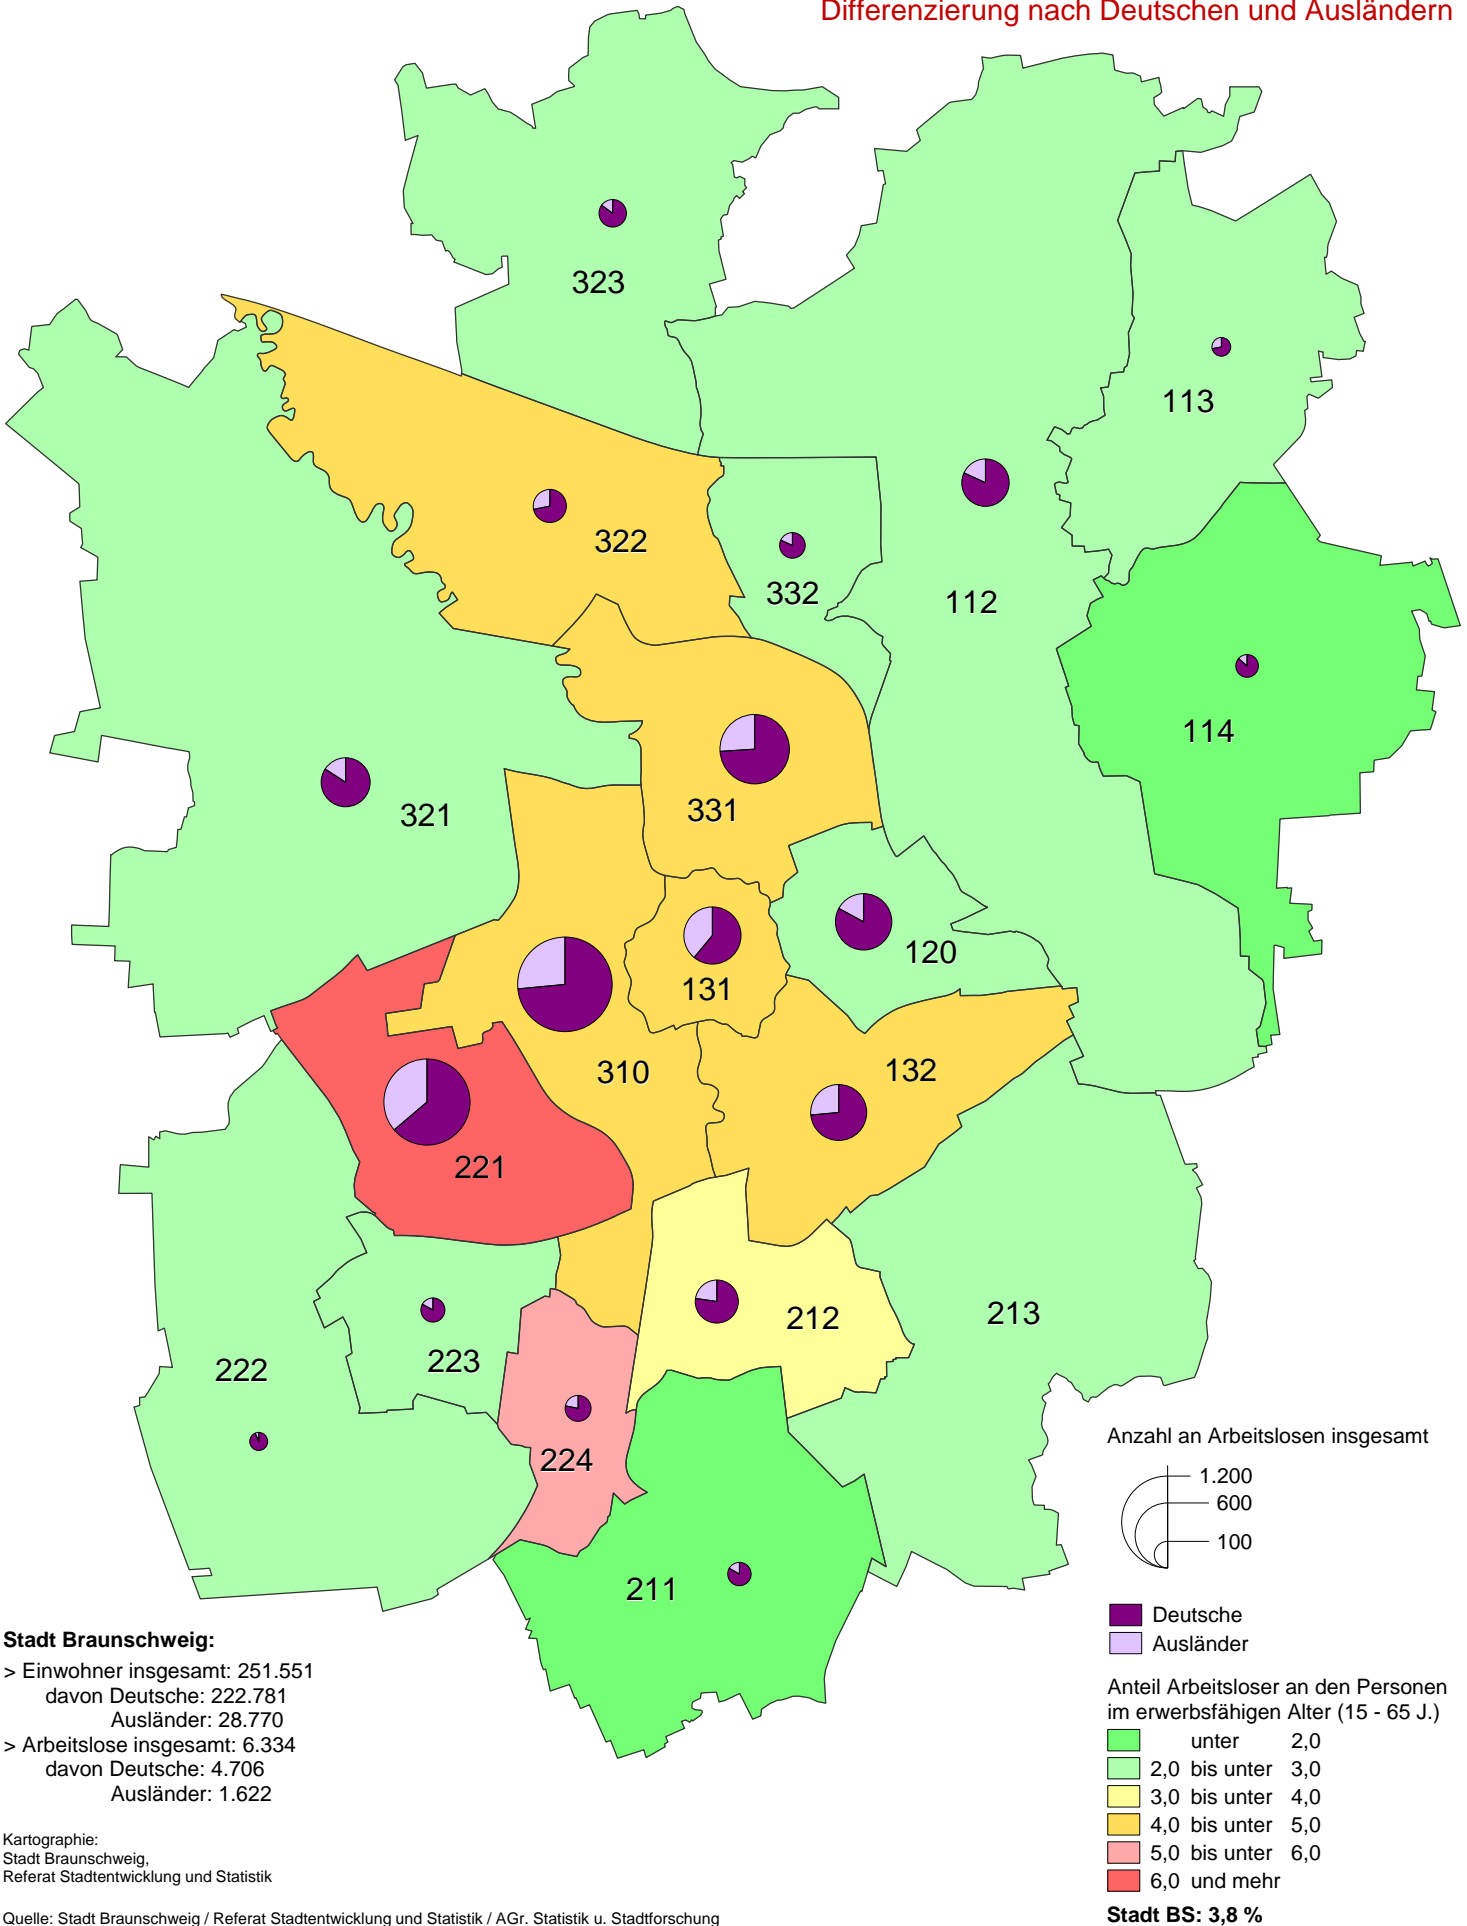 Differenzierung nach Deutschen und Ausländern
323
113
322
332
112
114
321
331
120
131
310
132
221
212
213
222
223
224
211
Anzahl an Arbeitslosen insgesamt
1.200
600
100
Deutsche
Ausländer
Anteil Arbeitsloser an den Personen
im erwerbsfähigen Alter (15 - 65 J.)
unter 2,0
2,0 bis unter 3,0
3,0 bis unter 4,0
4,0 bis unter 5,0
5,0 bis unter 6,0
6,0 und mehr
Stadt BS: 3,8 %
Stadt Braunschweig:
> Einwohner insgesamt: 251.551
davon Deutsche: 222.781
Ausländer: 28.770
> Arbeitslose insgesamt: 6.334
davon Deutsche: 4.706
Ausländer: 1.622
Kartographie:
Stadt Braunschweig,
Referat Stadtentwicklung und Statistik
Quelle: Stadt Braunschweig / Referat Stadtentwicklung und Statistik / AGr. Statistik u. Stadtforschung